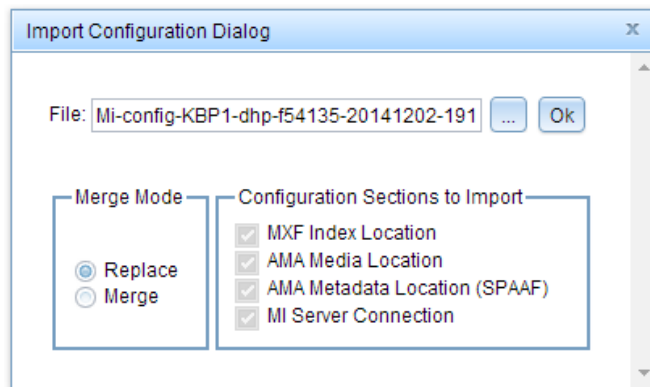 Import Configuration Dialog x
File: Mi-config-KBP1-dhp-f54135-20141202-191 ... Ok
Merge Mode
Replace
Merge
Configuration Sections to Import
MXF Index Location
AMA Media Location
AMA Metadata Location (SPAAF)
MI Server Connection